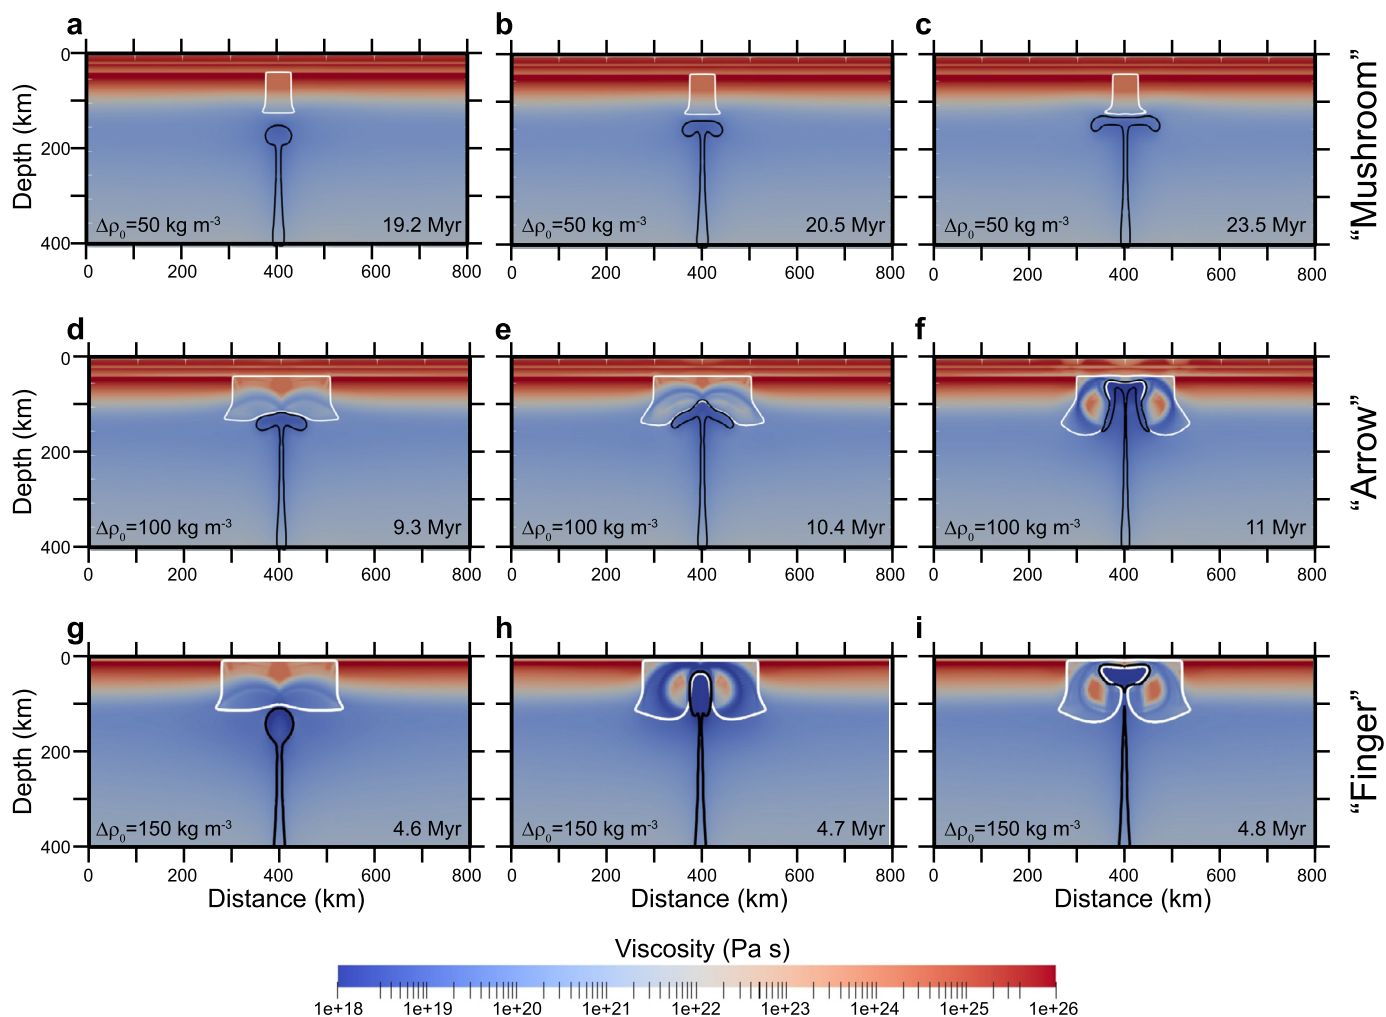 a
b
c
0
200
400
Depth (km)
Δρ₀=50 kg m⁻³
19.2 Myr
Δρ₀=50 kg m⁻³
20.5 Myr
Δρ₀=50 kg m⁻³
23.5 Myr
0
200
400
600
800
0
200
400
600
800
0
200
400
600
800
“Mushroom”
d
e
f
0
200
400
Depth (km)
Δρ₀=100 kg m⁻³
9.3 Myr
Δρ₀=100 kg m⁻³
10.4 Myr
Δρ₀=100 kg m⁻³
11 Myr
0
200
400
600
800
0
200
400
600
800
0
200
400
600
800
“Arrow”
g
h
i
0
200
400
Depth (km)
Δρ₀=150 kg m⁻³
4.6 Myr
Δρ₀=150 kg m⁻³
4.7 Myr
Δρ₀=150 kg m⁻³
4.8 Myr
0
200
400
600
800
0
200
400
600
800
0
200
400
600
800
“Finger”
Distance (km)
Distance (km)
Distance (km)
Viscosity (Pa s)
1e+18
1e+19
1e+20
1e+21
1e+22
1e+23
1e+24
1e+25
1e+26